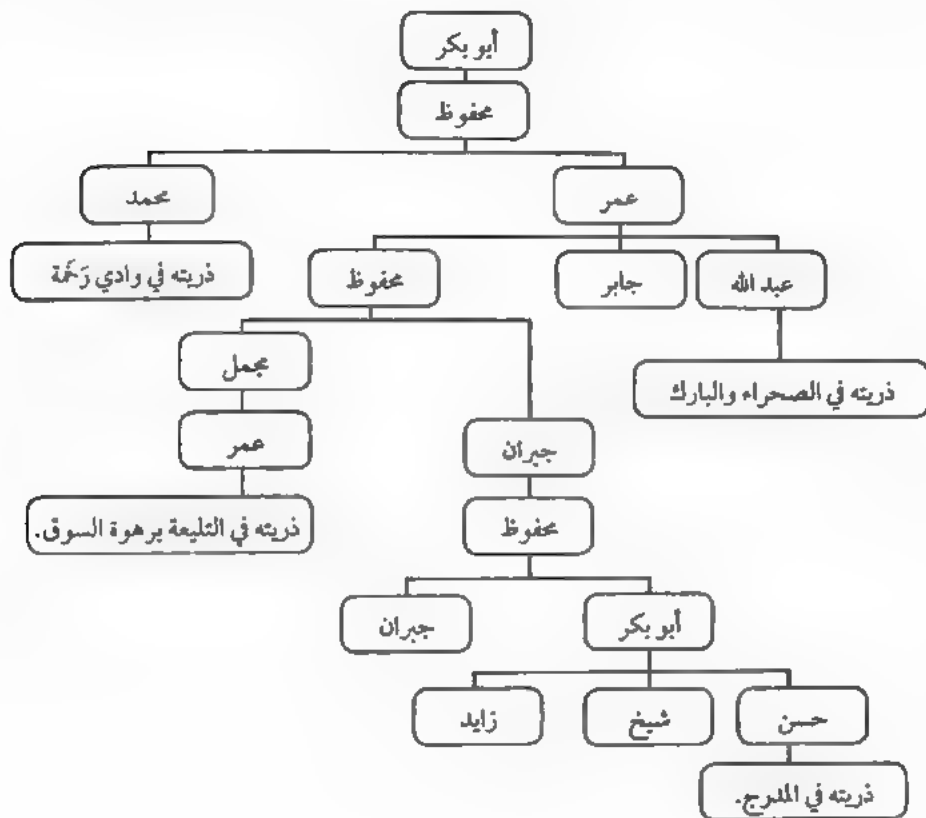 أبو بكر
محفوظ
عمر
محمد
عبد الله
جابر
محفوظ
ذريته في وادي رَخَمة
ذريته في الصحراء والبارك
مجمل
عمر
جبران
ذريته في التليعة برهوة السوق.
محفوظ
أبو بكر
جبران
حسن
شيخ
زايد
ذريته في المدرج.